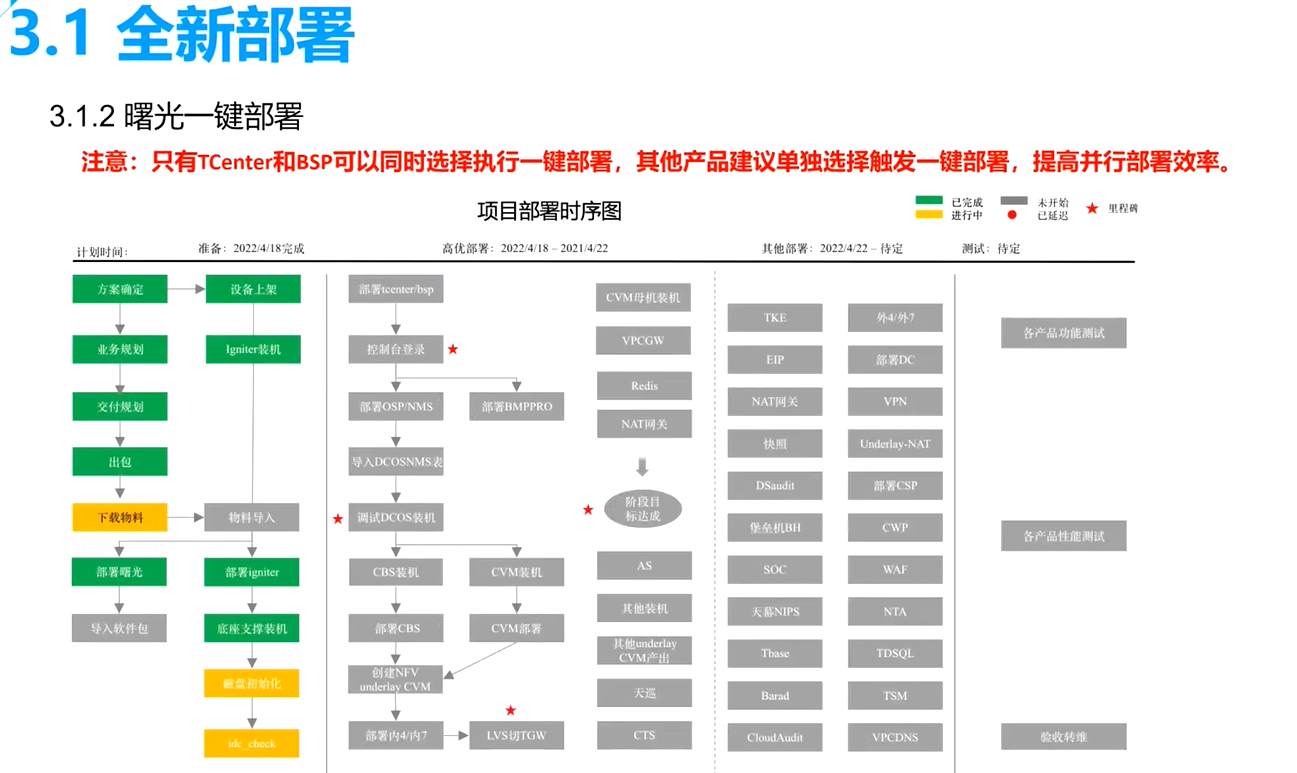 3.1 全新部署
3.1.2 曙光一键部署
注意：只有TCenter和BSP可以同时选择执行一键部署，其他产品建议单独选择触发一键部署，提高并行部署效率。
项目部署时序图
已完成
进行中
未开始
已延迟
里程碑
计划时间:
准备：2022/4/18完成
高优部署：2022/4/18 – 2021/4/22
其他部署：2022/4/22 – 待定
测试：待定
方案确定
设备上架
业务规划
Igniter装机
交付规划
出包
下载物料
物料导入
部署曙光
部署igniter
导入软件包
底座支撑装机
磁盘初始化
idc_check
部署tcenter/bsp
控制台登录
部署OSP/NMS
部署BMPPRO
导入DCOSNMS表
调试DCOS装机
CBS装机
CVM装机
部署CBS
CVM部署
创建NFV
underlay CVM
部署内4/内7
LVS切TGW
CVM母机装机
VPCGW
Redis
NAT网关
阶段目
标达成
AS
其他装机
其他underlay
CVM产出
天巡
CTS
TKE
外4/外7
EIP
部署DC
NAT网关
VPN
快照
Underlay-NAT
DSaudit
部署CSP
堡垒机BH
CWP
SOC
WAF
天幕NIPS
NTA
Tbase
TDSQL
Barad
TSM
CloudAudit
VPCDNS
各产品功能测试
各产品性能测试
验收转维